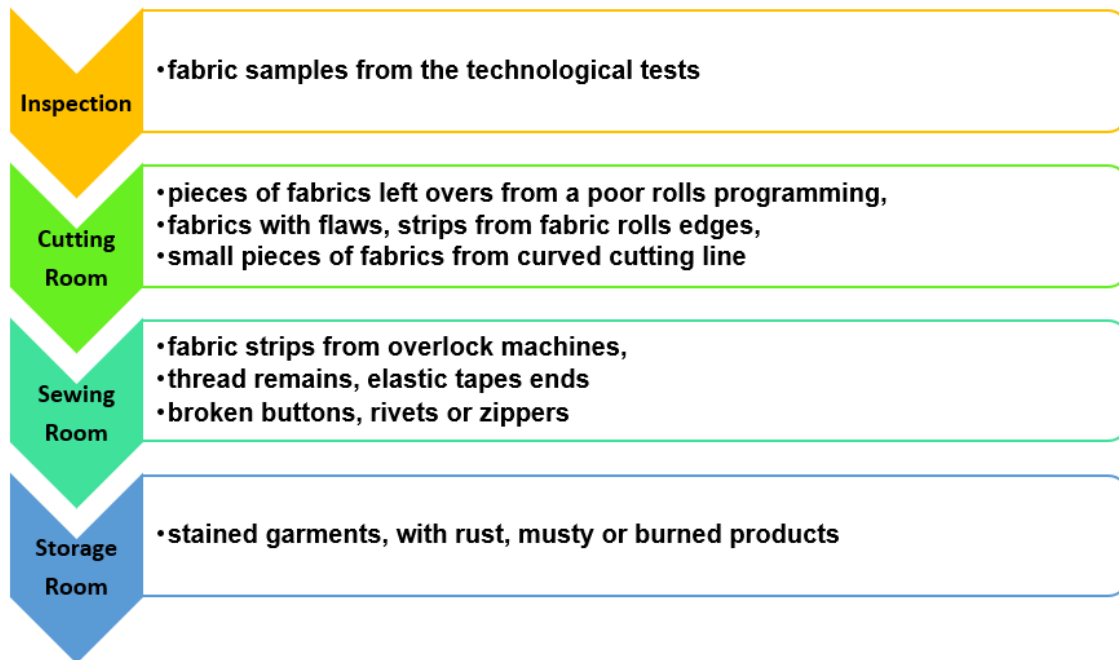 Inspection
•fabric samples from the technological tests
Cutting
Room
•pieces of fabrics left overs from a poor rolls programming,
•fabrics with flaws, strips from fabric rolls edges,
•small pieces of fabrics from curved cutting line
Sewing
Room
•fabric strips from overlock machines,
•thread remains, elastic tapes ends
•broken buttons, rivets or zippers
Storage
Room
•stained garments, with rust, musty or burned products